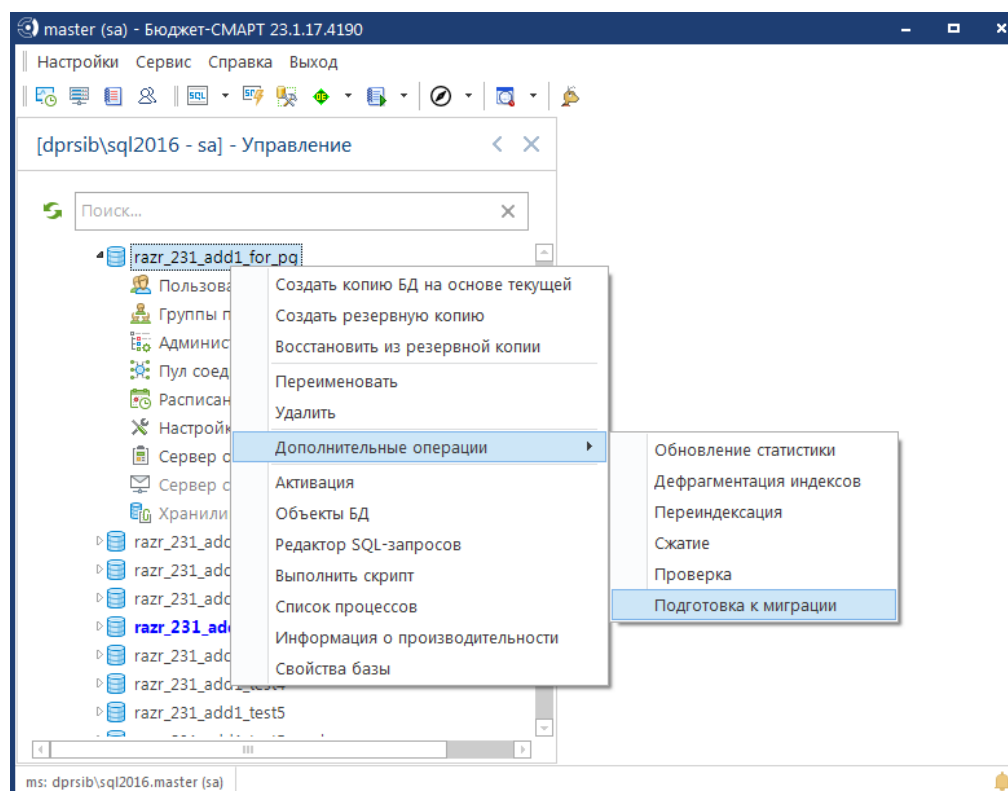 master (sa) - Бюджет-СМАРТ 23.1.17.4190
Настройки Сервис Справка Выход
SQL
[dprsib\sql2016 - sa] - Управление
Поиск...
razr_231_add1_for_pg
Создать копию БД на основе текущей
Создать резервную копию
Восстановить из резервной копии
Переименовать
Удалить
Дополнительные операции
Активация
Объекты БД
Редактор SQL-запросов
Выполнить скрипт
Список процессов
Информация о производительности
Свойства базы
Обновление статистики
Дефрагментация индексов
Переиндексация
Сжатие
Проверка
Подготовка к миграции
Пользова
Группы п
Админис
Пул соед
Расписан
Настройк
Сервер с
Сервер с
Хранили
razr_231_add
razr_231_add
razr_231_add
razr_231_add
razr_231_add
razr_231_add1_test4
razr_231_add1_test5
ms: dprsib\sql2016.master (sa)